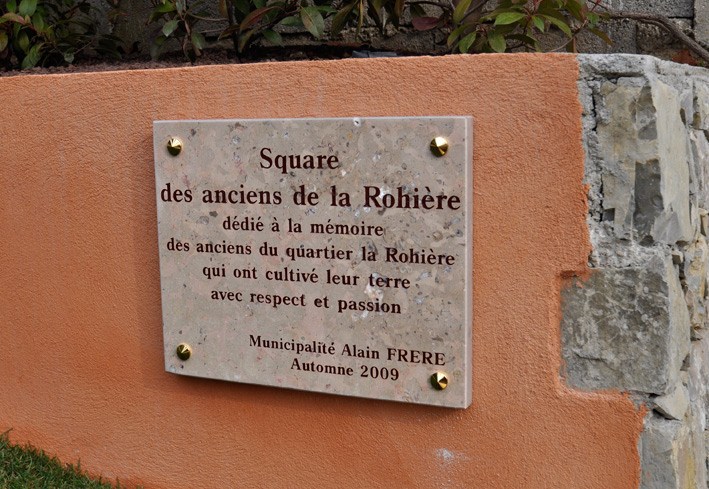 Square
des anciens de la Rohière
dédié à la mémoire
des anciens du quartier la Rohière
qui ont cultivé leur terre
avec respect et passion
Municipalité Alain FRERE
Automne 2009